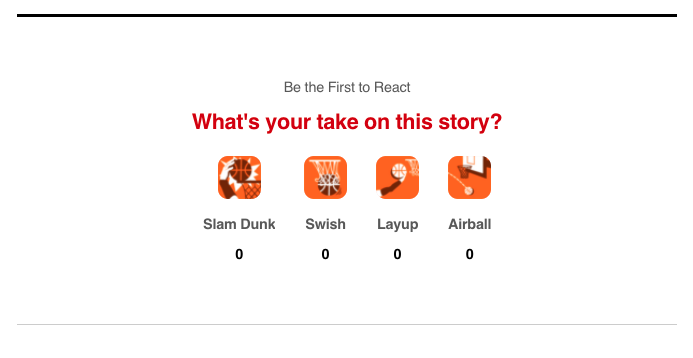 Be the First to React
What's your take on this story?
Slam Dunk Swish Layup Airball
0 0 0 0